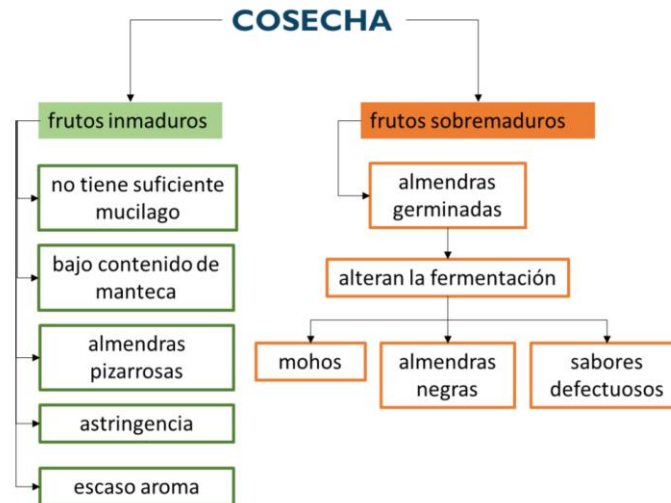 COSECHA
frutos inmaduros
no tiene suficiente
mucilago
bajo contenido de
manteca
almendras
pizarrosas
astringencia
escaso aroma
frutos sobremaduros
almendras
germinadas
alteran la fermentación
mohos
almendras
negras
sabores
defectuosos